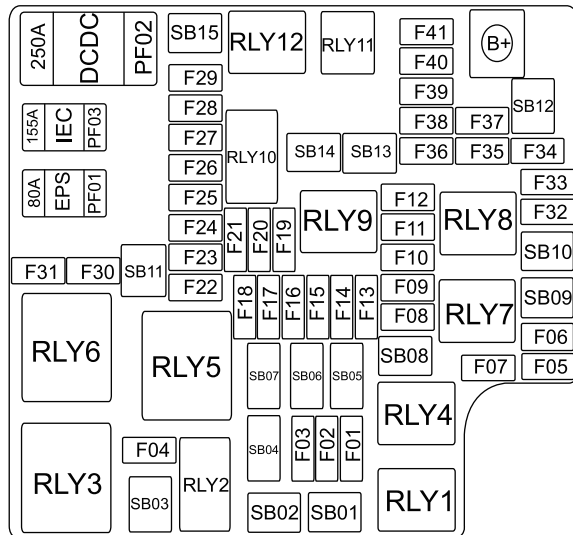 250A DCDC PF02
SB15
RLY12
RLY11
F41
B+
F40
F29
F39
SB12
F28
155A IEC PF03
F38
F37
F27
RLY10
SB14
SB13
F36
F35
F34
F26
80A EPS PF01
F25
F12
F33
RLY9
RLY8
F32
F24
F21
F20
F19
F11
F23
F10
SB10
F31
F30
SB11
F22
F18
F17
F16
F15
F14
F13
F09
SB09
RLY7
F08
RLY6
RLY5
F06
SB08
SB07
SB06
SB05
F07
F05
RLY4
F04
SB04
F03
F02
F01
RLY3
RLY2
SB03
SB02
SB01
RLY1